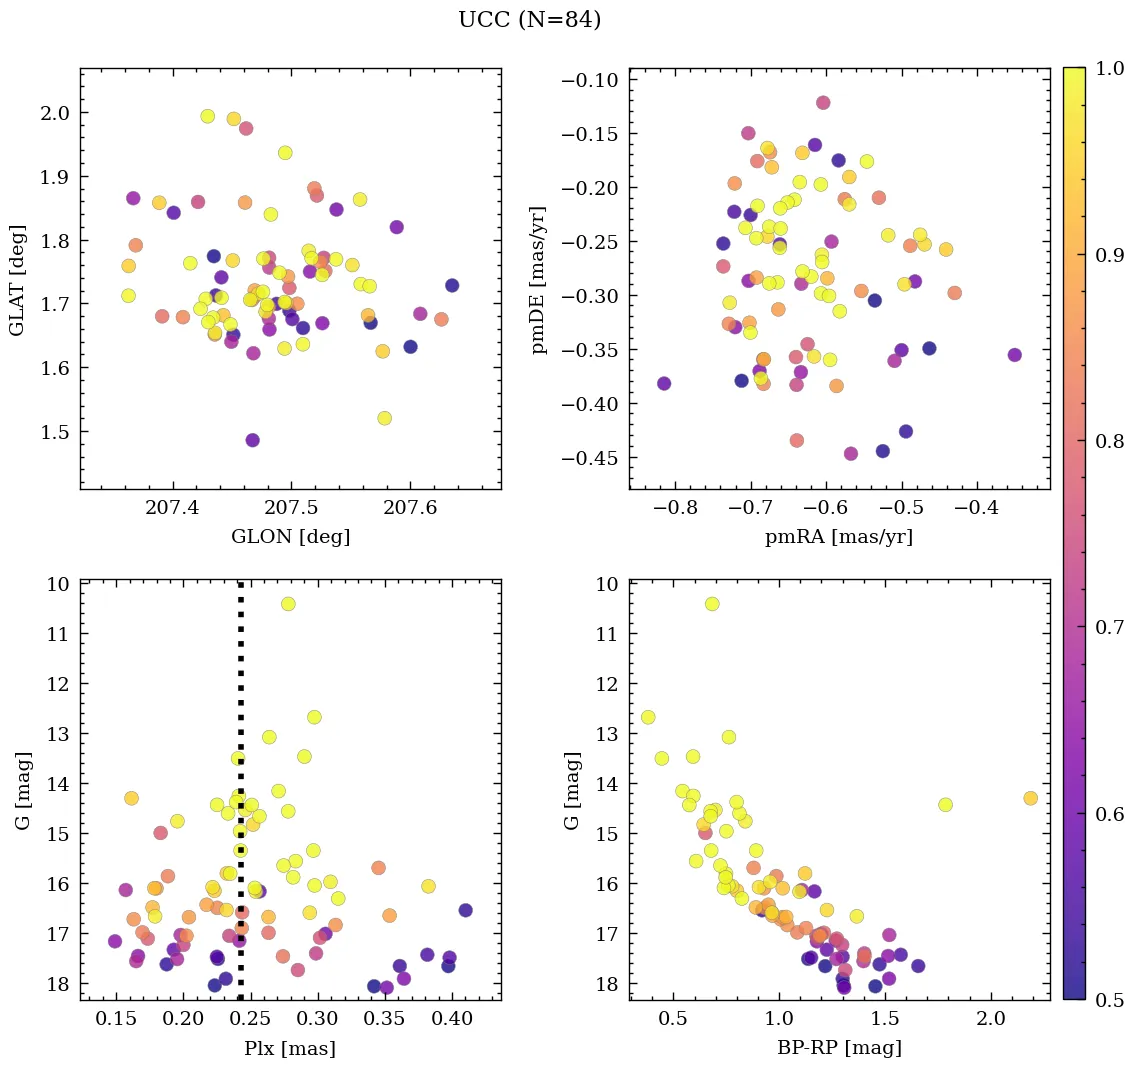 UCC (N=84)
2.0
1.9
1.8
1.7
1.6
1.5
GLAT [deg]
207.4 207.5 207.6
GLON [deg]
−0.10
−0.15
−0.20
−0.25
−0.30
−0.35
−0.40
−0.45
pmDE [mas/yr]
−0.8 −0.7 −0.6 −0.5 −0.4
pmRA [mas/yr]
10
11
12
13
14
15
16
17
18
G [mag]
0.15 0.20 0.25 0.30 0.35 0.40
Plx [mas]
10
11
12
13
14
15
16
17
18
G [mag]
0.5 1.0 1.5 2.0
BP-RP [mag]
1.0
0.9
0.8
0.7
0.6
0.5